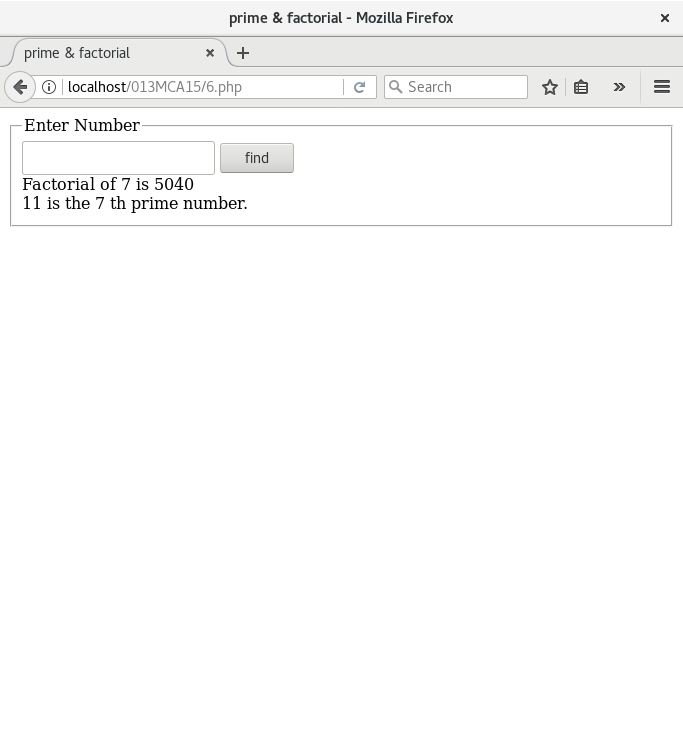 prime & factorial - Mozilla Firefox
prime & factorial
localhost/013MCA15/6.php
Search
Enter Number
find
Factorial of 7 is 5040
11 is the 7 th prime number.